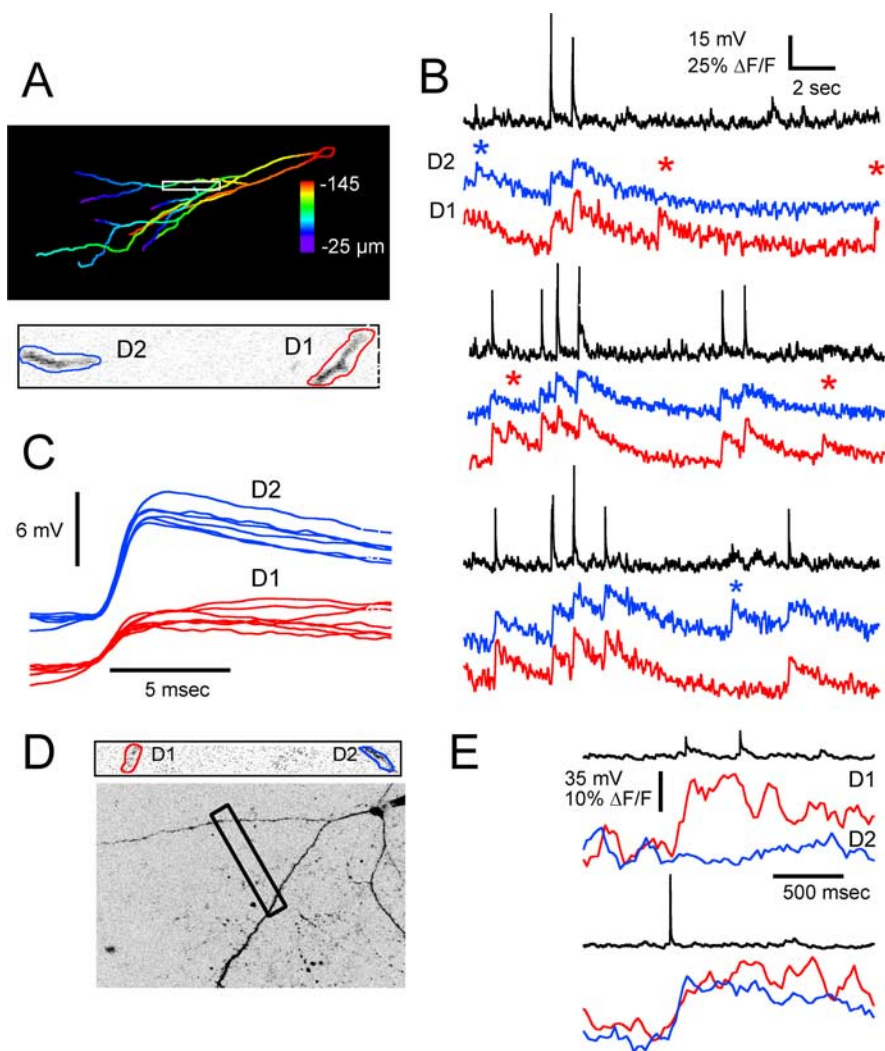 A
-145
-25 µm
D2
D1
B
15 mV
25% ΔF/F
2 sec
*
*
*
D2
D1
*
*
*
C
D2
6 mV
D1
5 msec
D
D1
D2
E
35 mV
10% ΔF/F
D1
D2
500 msec